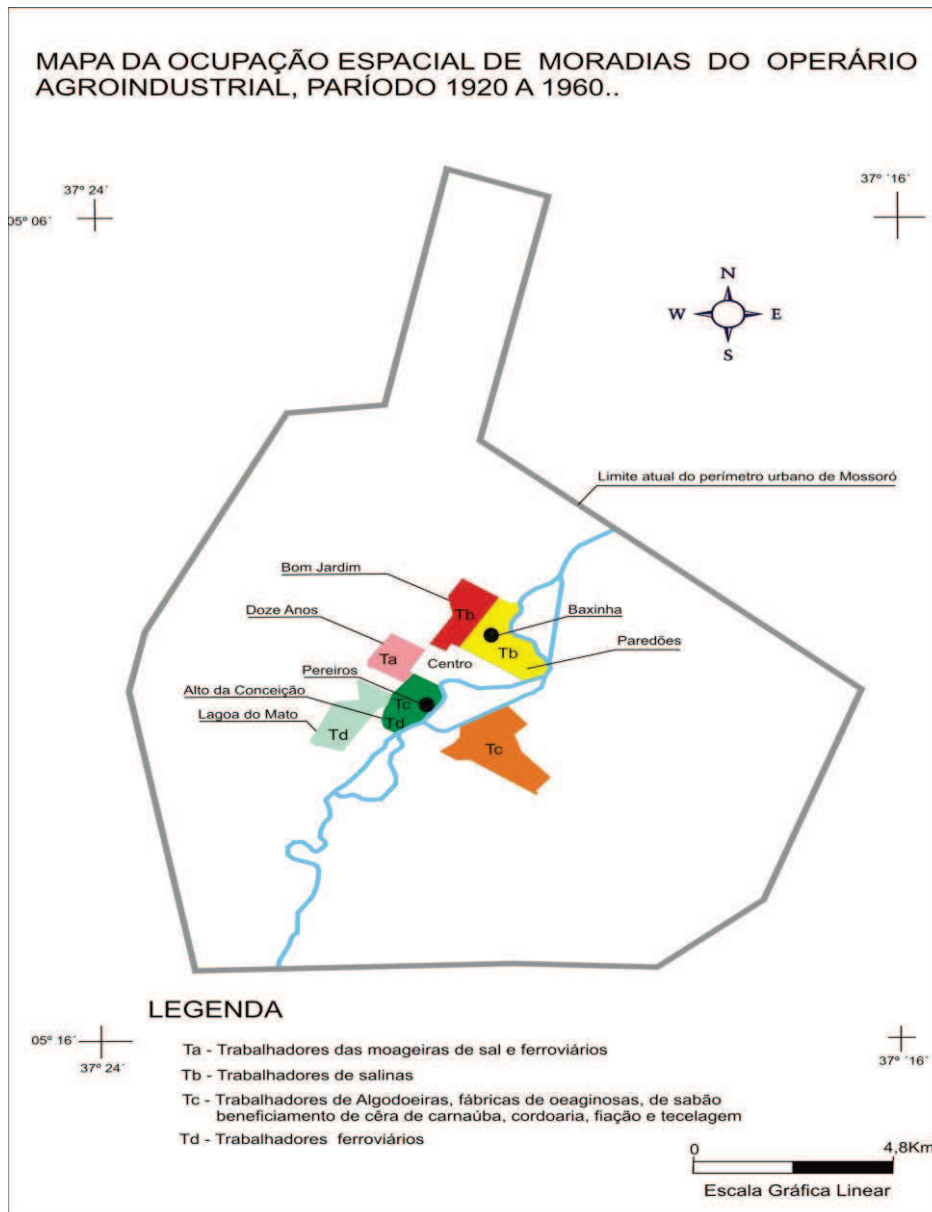 MAPA DA OCUPAÇÃO ESPACIAL DE MORADIAS DO OPERÁRIO
AGROINDUSTRIAL, PARÍODO 1920 A 1960..
37º 24´
37º ´16´
05º 06´
N
W E
S
Limite atual do perímetro urbano de Mossoró
Bom Jardim
Tb
Baxinha
Doze Anos
Ta
Centro
Tb
Paredões
Pereiros
Tc
Alto da Conceição
Td
Lagoa do Mato
Td
Tc
LEGENDA
05º 16´
37º 24´
37º ´16´
Ta - Trabalhadores das moageiras de sal e ferroviários
Tb - Trabalhadores de salinas
Tc - Trabalhadores de Algodoeiras, fábricas de oeaginosas, de sabão
beneficiamento de cêra de carnaúba, cordoaria, fiação e tecelagem
Td - Trabalhadores ferroviários
0 4,8Km
Escala Gráfica Linear